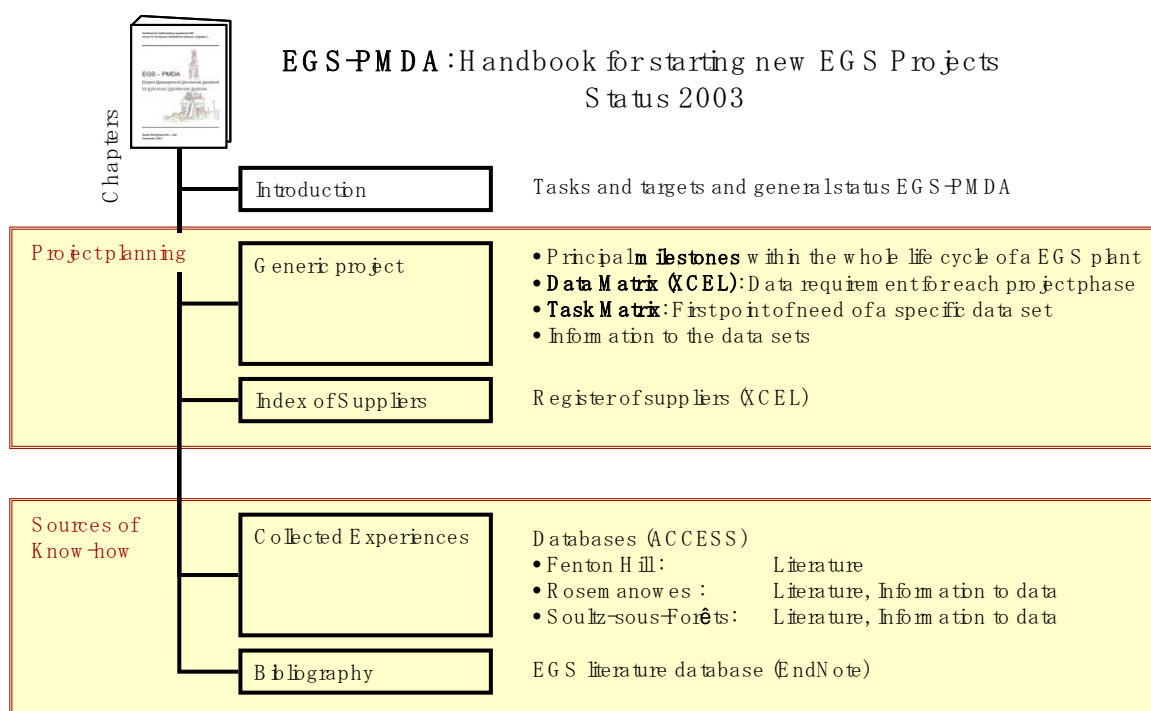 EGS-PMDA: Handbook for starting new EGS Projects
Status 2003
EGS – PMDA
Chapters
Introduction
Tasks and targets and general status EGS-PMDA
Project planning
Generic project
• Principal milestones within the whole life cycle of a EGS plant
• Data Matrix (XCEL): Data requirement for each project phase
• Task Matrix: First point of need of a specific data set
• Information to the data sets
Index of Suppliers
Register of suppliers (XCEL)
Sources of
Know-how
Collected Experiences
Databases (ACCESS)
• Fenton Hill: Literature
• Rosemanowes : Literature, Information to data
• Soultz-sous-Forêts: Literature, Information to data
Bibliography
EGS literature database (EndNote)